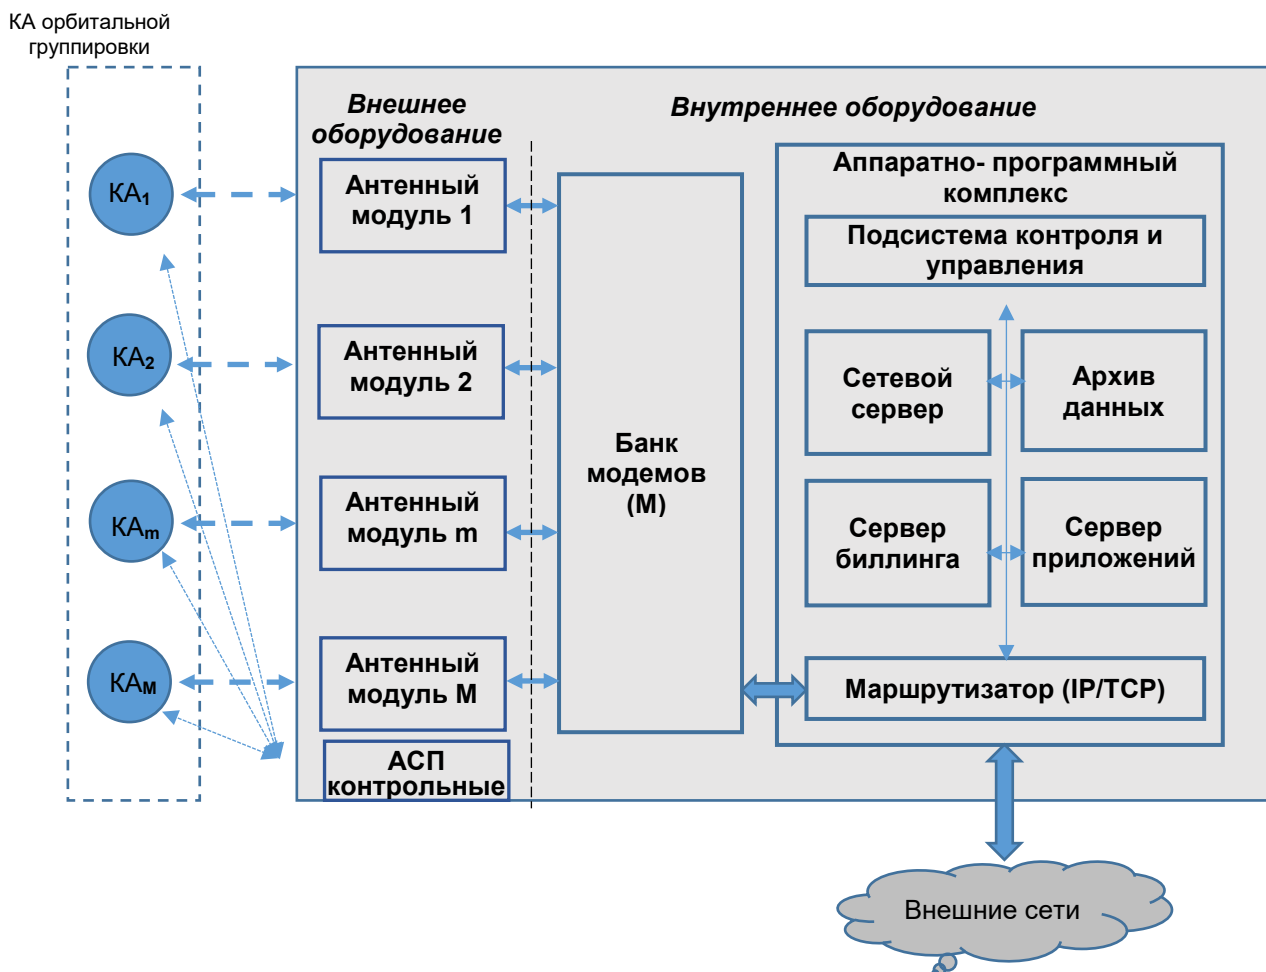 КА орбитальной
группировки
Внешнее
оборудование
Внутреннее оборудование
КА1
КА2
КАm
КАM
Антенный
модуль 1
Антенный
модуль 2
Антенный
модуль m
Антенный
модуль M
АСП
контрольные
Банк
модемов
(М)
Аппаратно- программный
комплекс
Подсистема контроля и
управления
Сетевой
сервер
Архив
данных
Сервер
биллинга
Сервер
приложений
Маршрутизатор (IP/TCP)
Внешние сети